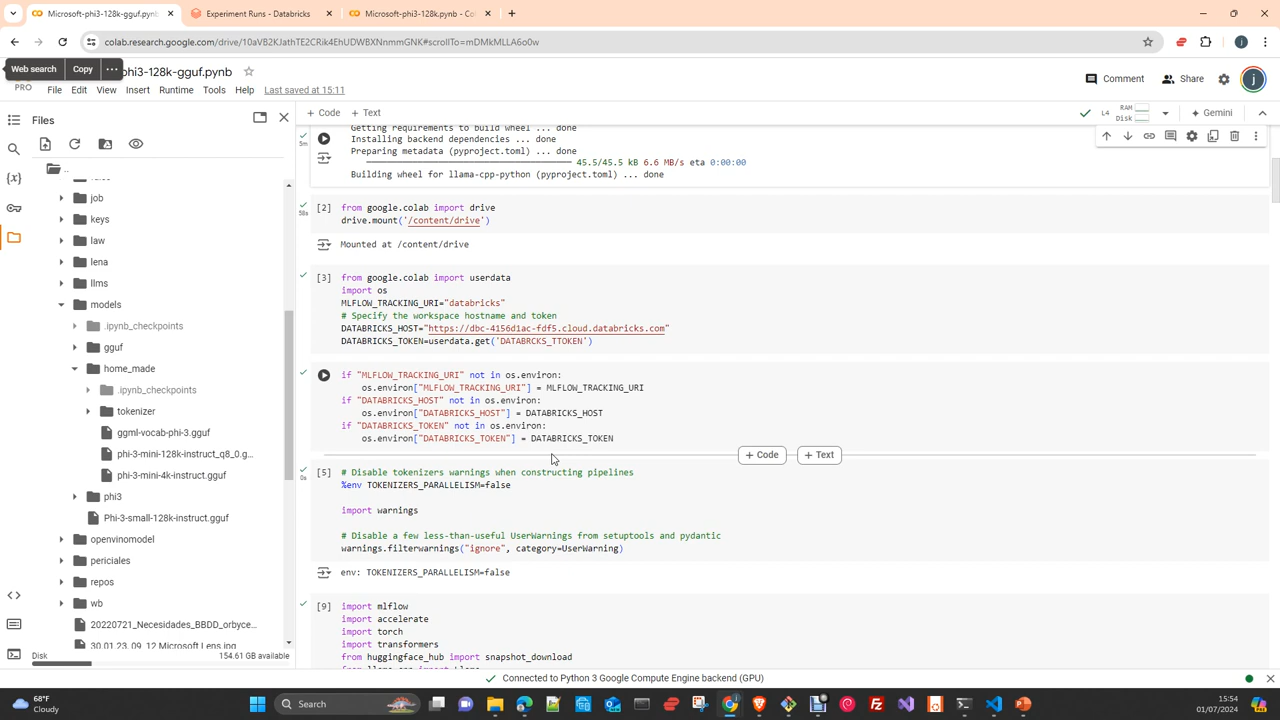 Microsoft-phi3-128k-gguf.pynb
Experiment Runs - Databricks
Microsoft-phi3-128k.pynb - Co
colab.research.google.com/drive/10aVB2KJathTE2CRik4EhUDWBXNnmmGNK#scrollTo=mDMkMLLA6o0w
Web search
Copy
phi3-128k-gguf.pynb
PRO
File Edit View Insert Runtime Tools Help Last saved at 15:11
Comment
Share
Files
+ Code + Text
L4
RAM
Disk
Gemini
Getting requirements to build wheel ... done
5m
Installing backend dependencies ... done
Preparing metadata (pyproject.toml) ... done
45.5/45.5 kB 6.6 MB/s eta 0:00:00
Building wheel for llama-cpp-python (pyproject.toml) ... done
..
job
keys
law
lena
llms
models
.ipynb_checkpoints
gguf
home_made
.ipynb_checkpoints
tokenizer
ggml-vocab-phi-3.gguf
phi-3-mini-128k-instruct_q8_0.g...
phi-3-mini-4k-instruct.gguf
phi3
Phi-3-small-128k-instruct.gguf
openvinomodel
periciales
repos
wb
20220721_Necesidades_BBDD_orbyce...
30.01.23. 09_12 Microsoft Lens.jpg
Disk
154.61 GB available
[2] from google.colab import drive
58s
drive.mount('/content/drive')
Mounted at /content/drive
[3] from google.colab import userdata
import os
MLFLOW_TRACKING_URI="databricks"
# Specify the workspace hostname and token
DATABRICKS_HOST="https://dbc-4156d1ac-fdf5.cloud.databricks.com"
DATABRICKS_TOKEN=userdata.get('DATABRCKS_TTOKEN')
if "MLFLOW_TRACKING_URI" not in os.environ:
os.environ["MLFLOW_TRACKING_URI"] = MLFLOW_TRACKING_URI
if "DATABRICKS_HOST" not in os.environ:
os.environ["DATABRICKS_HOST"] = DATABRICKS_HOST
if "DATABRICKS_TOKEN" not in os.environ:
os.environ["DATABRICKS_TOKEN"] = DATABRICKS_TOKEN
+ Code + Text
[5] # Disable tokenizers warnings when constructing pipelines
0s
%env TOKENIZERS_PARALLELISM=false
import warnings
# Disable a few less-than-useful UserWarnings from setuptools and pydantic
warnings.filterwarnings("ignore", category=UserWarning)
env: TOKENIZERS_PARALLELISM=false
[9] import mlflow
import accelerate
import torch
import transformers
from huggingface_hub import snapshot_download
Connected to Python 3 Google Compute Engine backend (GPU)
68°F
Cloudy
Search
15:54
01/07/2024